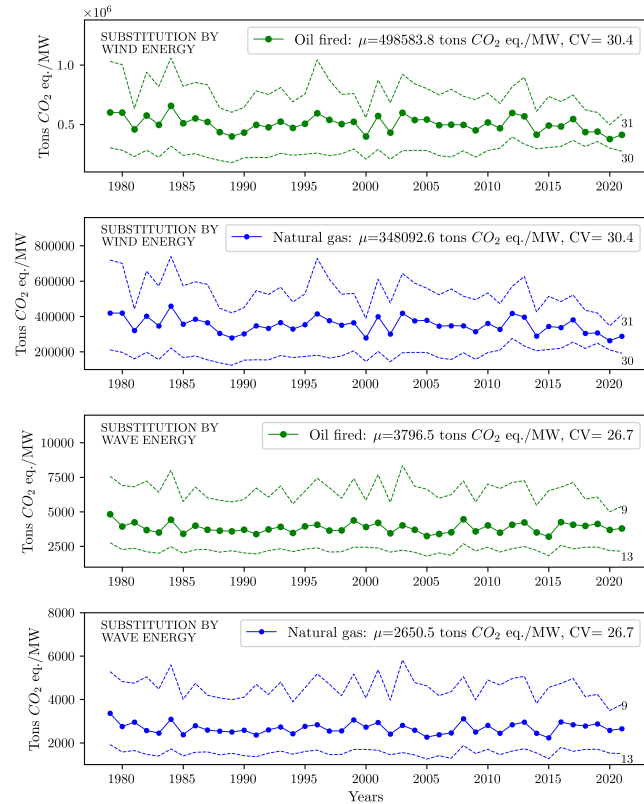 ×10⁶
SUBSTITUTION BY
WIND ENERGY
Oil fired: μ=498583.8 tons CO₂ eq./MW, CV= 30.4
1.0
0.5
Tons CO₂ eq./MW
31
30
1980 1985 1990 1995 2000 2005 2010 2015 2020
SUBSTITUTION BY
WIND ENERGY
Natural gas: μ=348092.6 tons CO₂ eq./MW, CV= 30.4
800000
600000
400000
200000
Tons CO₂ eq./MW
31
30
1980 1985 1990 1995 2000 2005 2010 2015 2020
SUBSTITUTION BY
WAVE ENERGY
Oil fired: μ=3796.5 tons CO₂ eq./MW, CV= 26.7
10000
7500
5000
2500
Tons CO₂ eq./MW
9
13
1980 1985 1990 1995 2000 2005 2010 2015 2020
SUBSTITUTION BY
WAVE ENERGY
Natural gas: μ=2650.5 tons CO₂ eq./MW, CV= 26.7
8000
6000
4000
2000
Tons CO₂ eq./MW
9
13
1980 1985 1990 1995 2000 2005 2010 2015 2020
Years